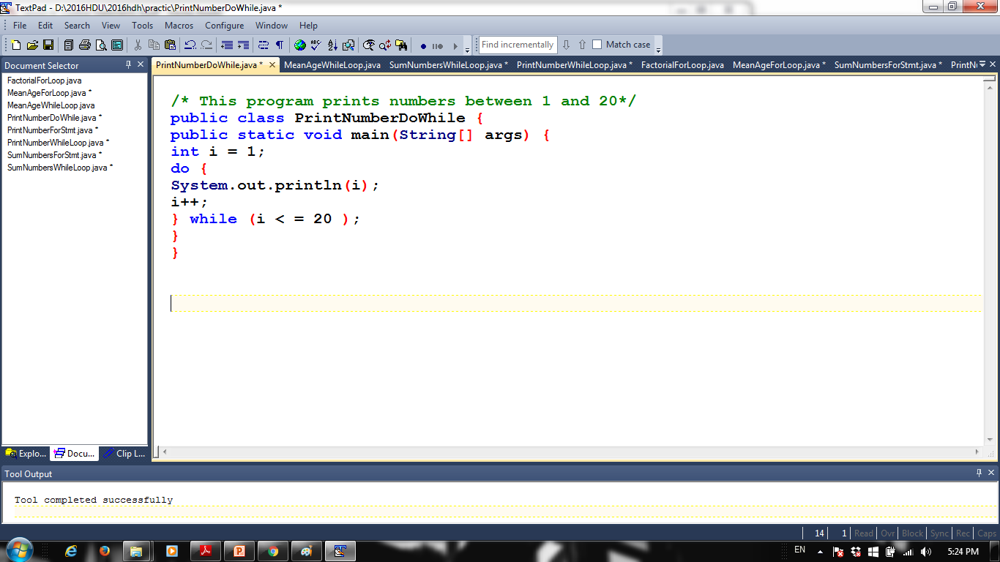 TextPad - D:\2016HDU\2016hdh\practic\PrintNumberDoWhile.java *
File Edit Search View Tools Macros Configure Window Help
Find incrementally Match case
Document Selector
PrintNumberDoWhile.java * MeanAgeWhileLoop.java SumNumbersWhileLoop.java * PrintNumberWhileLoop.java * FactorialForLoop.java MeanAgeForLoop.java * SumNumbersForStmt.java * PrintN
FactorialForLoop.java
MeanAgeForLoop.java *
MeanAgeWhileLoop.java
PrintNumberDoWhile.java *
PrintNumberForStmt.java *
PrintNumberWhileLoop.java *
SumNumbersForStmt.java *
SumNumbersWhileLoop.java *
/* This program prints numbers between 1 and 20*/
public class PrintNumberDoWhile {
public static void main(String[] args) {
int i = 1;
do {
System.out.println(i);
i++;
} while (i < = 20 );
}
}
Explo... Docu... Clip L...
Tool Output
Tool completed successfully
14 1 Read Ovr Block Sync Rec Caps
EN 5:24 PM